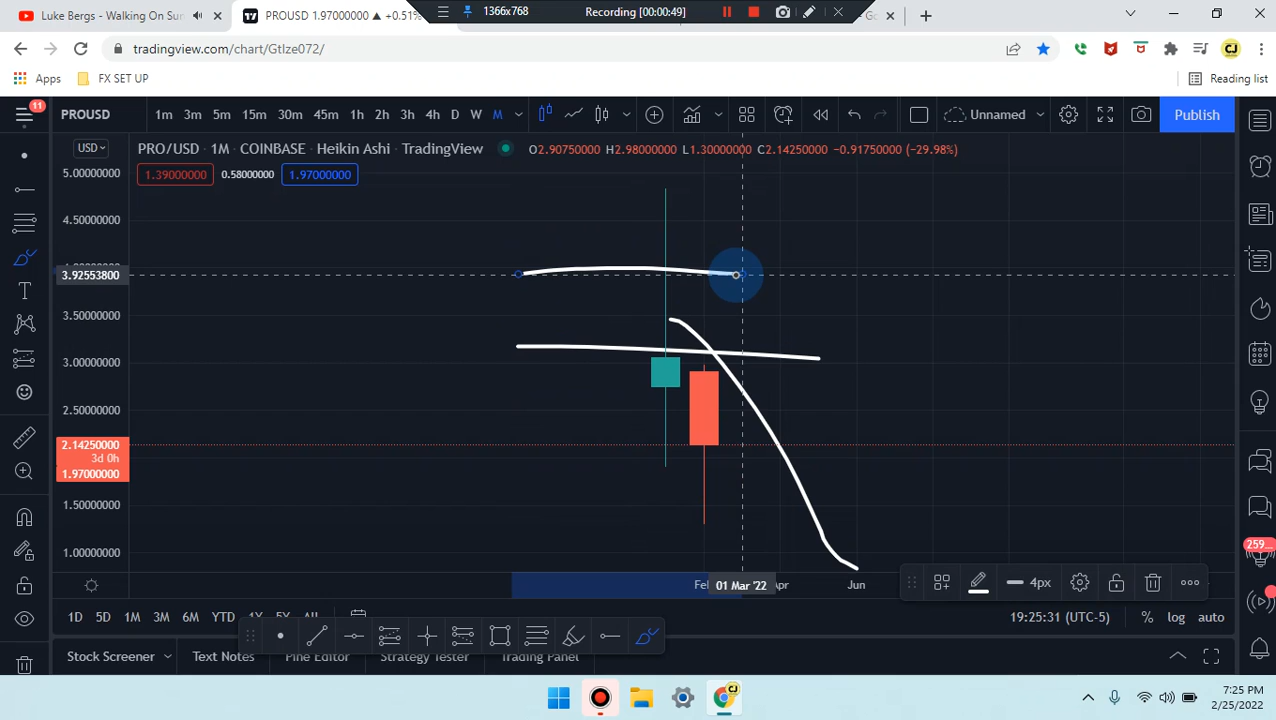 Luke Bergs - Walking On Sun
PROUSD 1.97000000 ▲ +0.51%
1366x768
Recording [00:00:49]
tradingview.com/chart/GtIze072/
Apps
FX SET UP
Reading list
11
PROUSD
1m 3m 5m 15m 30m 45m 1h 2h 3h 4h D W M
Unnamed
Publish
USD
PRO/USD · 1M · COINBASE · Heikin Ashi · TradingView
O2.90750000 H2.98000000 L1.30000000 C2.14250000 −0.91750000 (−29.98%)
1.39000000 0.58000000 1.97000000
5.00000000
4.50000000
3.92553800
3.50000000
3.00000000
2.50000000
2.14250000
3d 0h
1.97000000
1.50000000
1.00000000
259...
01 Mar '22
Jun
4px
1D 5D 1M 3M 6M YTD 1Y 5Y All
19:25:31 (UTC-5)
% log auto
Stock Screener
Text Notes
Pine Editor
Strategy Tester
Trading Panel
7:25 PM
2/25/2022